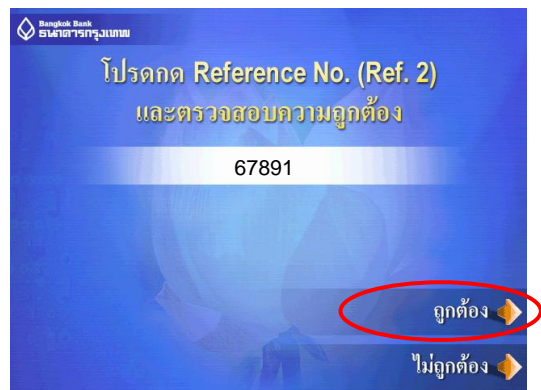 Bangkok Bank
ธนาคารกรุงเทพ
โปรดกด Reference No. (Ref. 2)
และตรวจสอบความถูกต้อง
67891
ถูกต้อง
ไม่ถูกต้อง